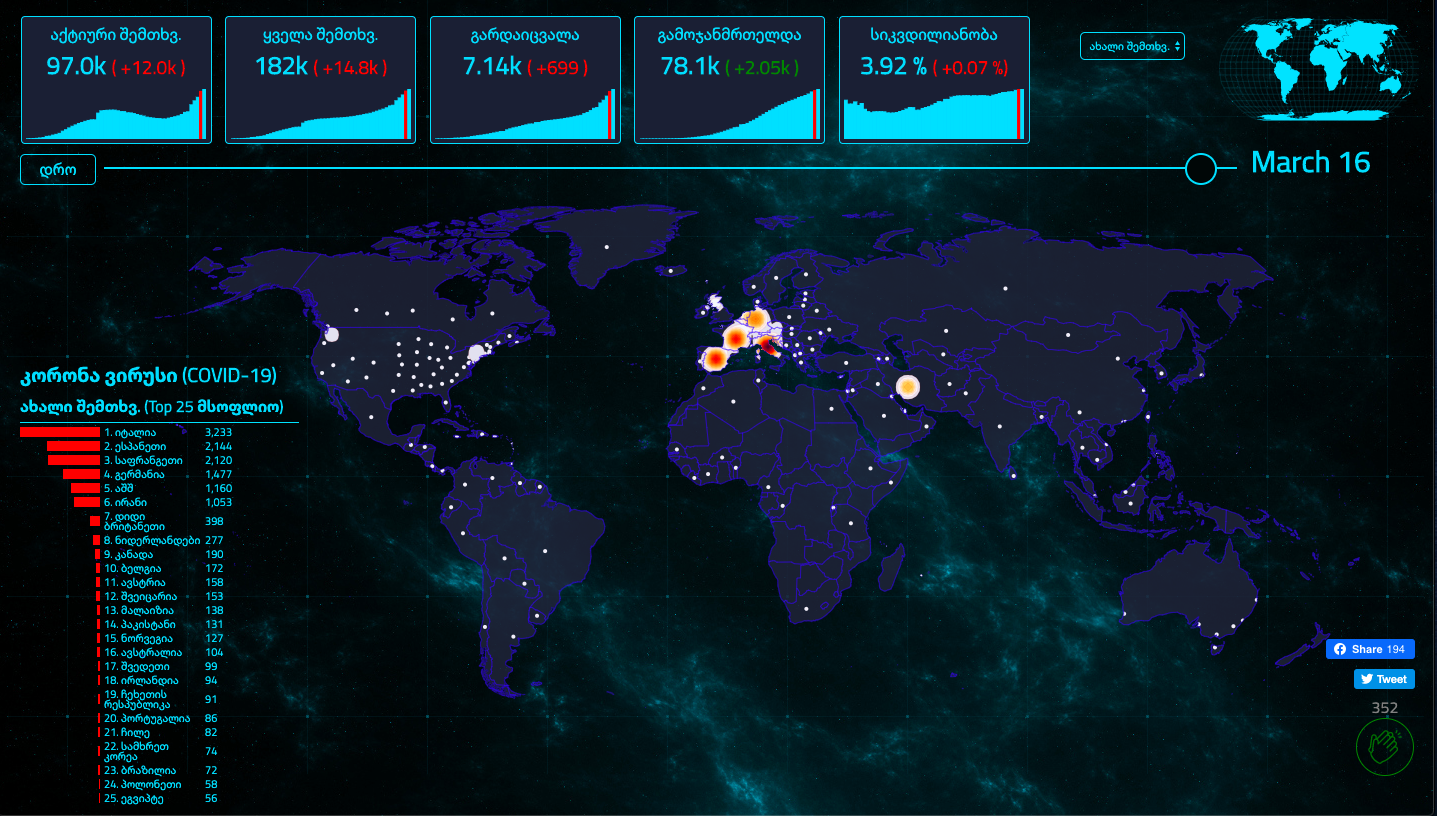 აქტიური შემთხვ.
97.0k ( +12.0k )
ყველა შემთხვ.
182k ( +14.8k )
გარდაიცვალა
7.14k ( +699 )
გამოჯანმრთელდა
78.1k ( +2.05k )
სიკვდილიანობა
3.92 % ( +0.07 %)
ახალი შემთხვ.
დრო
March 16
კორონა ვირუსი (COVID-19)
ახალი შემთხვ. (Top 25 მსოფლიო)
1. იტალია 3,233
2. ესპანეთი 2,144
3. საფრანგეთი 2,120
4. გერმანია 1,477
5. აშშ 1,160
6. ირანი 1,053
7. დიდი
ბრიტანეთი 398
8. ნიდერლანდები 277
9. კანადა 190
10. ბელგია 172
11. ავსტრია 158
12. შვეიცარია 153
13. მალაიზია 138
14. პაკისტანი 131
15. ნორვეგია 127
16. ავსტრალია 104
17. შვედეთი 99
18. ირლანდია 94
19. ჩეხეთის
რესპუბლიკა 91
20. პორტუგალია 86
21. ჩილე 82
22. სამხრეთ
კორეა 74
23. ბრაზილია 72
24. პოლონეთი 58
25. ეგვიპტე 56
Share 194
Tweet
352